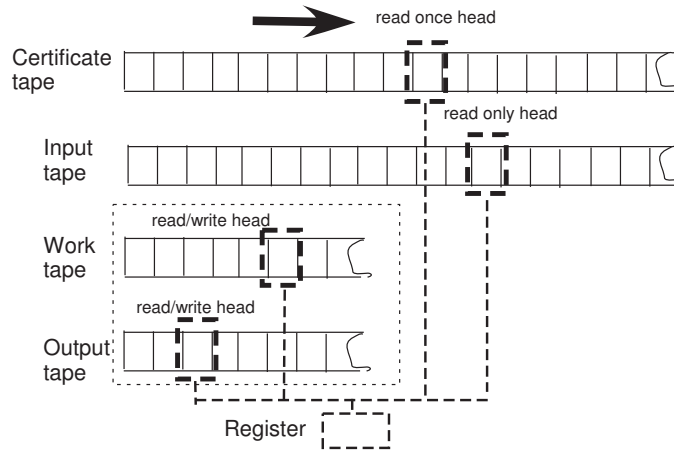 read once head
Certificate
tape
read only head
Input
tape
read/write head
Work
tape
read/write head
Output
tape
Register